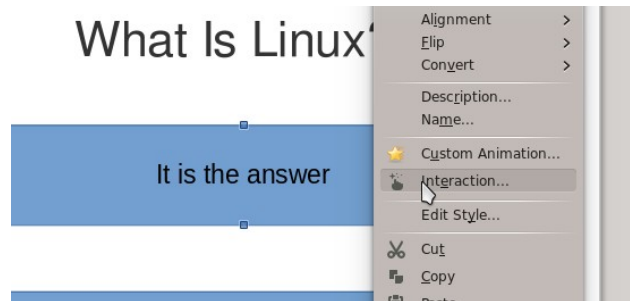 What Is Linux
It is the answer
Alignment
Flip
Convert
Description...
Name...
Custom Animation...
Interaction...
Edit Style...
Cut
Copy